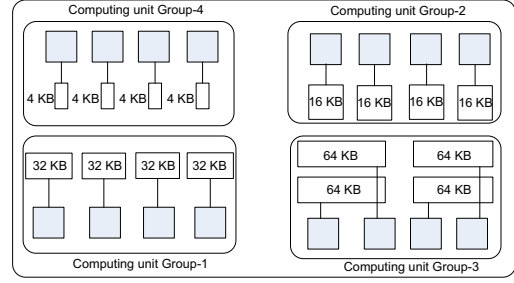 Computing unit Group-4
Computing unit Group-2
4 KB 4 KB 4 KB 4 KB
16 KB 16 KB 16 KB 16 KB
32 KB 32 KB 32 KB 32 KB
64 KB 64 KB
64 KB 64 KB
Computing unit Group-1
Computing unit Group-3